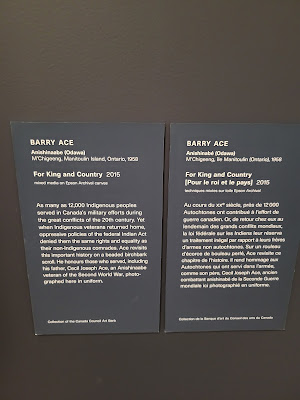 BARRY ACE
Anishinaabe (Odawa)
M'Chigeeng, Manitoulin Island, Ontario, 1958
For King and Country 2015
mixed media on Epson Archival canvas
As many as 12,000 Indigenous peoples
served in Canada's military efforts during
the great conflicts of the 20th century. Yet
when Indigenous veterans returned home,
oppressive policies of the federal Indian Act
denied them the same rights and equality as
their non-Indigenous comrades. Ace revisits
this important history on a beaded birchbark
scroll. He honours those who served, including
his father, Cecil Joseph Ace, an Anishinaabe
veteran of the Second World War, photo-
graphed here in uniform.
Collection of the Canada Council Art Bank
BARRY ACE
Anishinabé (Odawa)
M'Chigeeng, île Manitoulin (Ontario), 1958
For King and Country
[Pour le roi et le pays] 2015
techniques mixtes sur toile Epson Archival
Au cours du XXe siècle, près de 12 000
Autochtones ont contribué à l'effort de
guerre canadien. Or, de retour chez eux au
lendemain des grands conflits mondiaux,
la loi fédérale sur les Indiens leur réserve
un traitement inégal par rapport à leurs frères
d'armes non autochtones. Sur un rouleau
d'écorce de bouleau perlé, Ace revisite ce
chapitre de l'histoire. Il rend hommage aux
Autochtones qui ont servi dans l'armée,
comme son père, Cecil Joseph Ace, ancien
combattant anishinabé de la Seconde Guerre
mondiale ici photographié en uniforme.
Collection de la Banque d'art du Conseil des arts du Canada